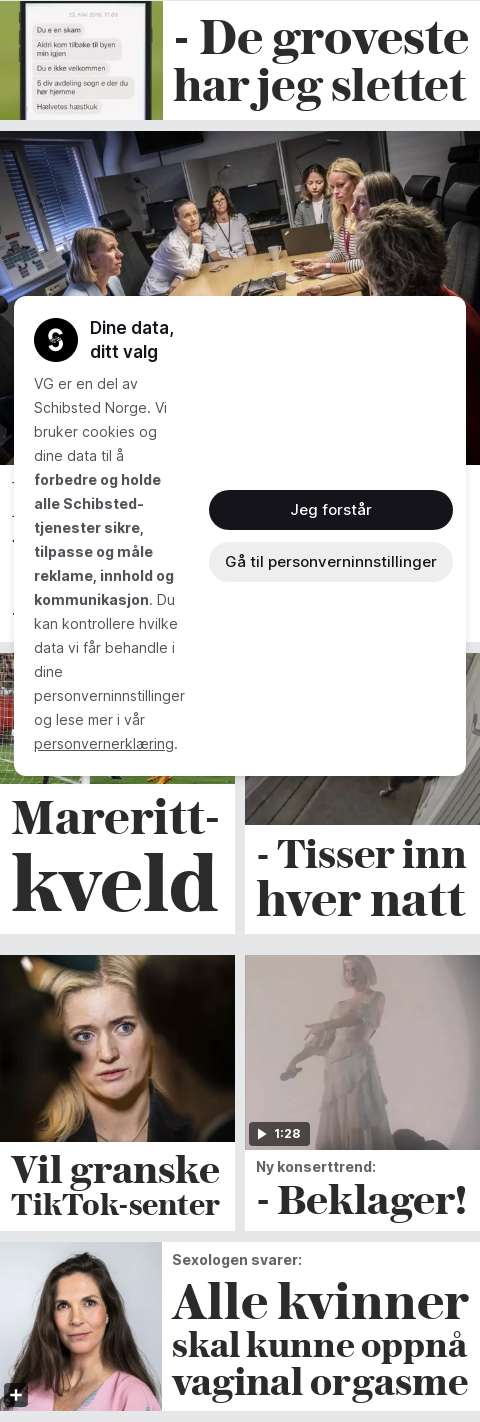 22. MAI 2016, 17:03
Du e en skam
Aldri kom tilbake til byen
min igjen
Du e ikke velkommen
5 div avdeling sogn e der du
hør hjemme
Hælvetes hæstkuk
- De groveste
har jeg slettet
Dine data,
ditt valg
VG er en del av
Schibsted Norge. Vi
bruker cookies og
dine data til å
forbedre og holde
alle Schibsted-
tjenester sikre,
tilpasse og måle
reklame, innhold og
kommunikasjon. Du
kan kontrollere hvilke
data vi får behandle i
dine
personverninnstillinger
og lese mer i vår
personvernerklæring.
Jeg forstår
Gå til personverninnstillinger
Mareritt-
kveld
- Tisser inn
hver natt
Vil granske
TikTok-senter
1:28
Ny konserttrend:
- Beklager!
Sexologen svarer:
Alle kvinner
skal kunne oppnå
vaginal orgasme